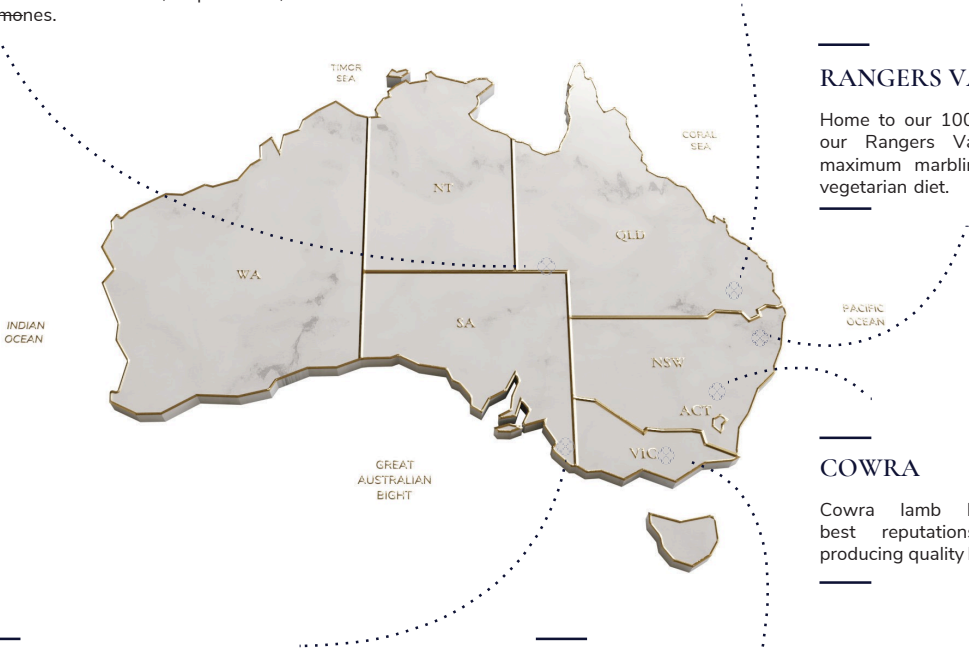 mones.
TIMOR
SEA
CORAL
SEA
NT
QLD
WA
SA
INDIAN
OCEAN
PACIFIC
OCEAN
NSW
ACT
VIC
GREAT
AUSTRALIAN
BIGHT
RANGERS VA
Home to our 100
our Rangers Va
maximum marblin
vegetarian diet.
COWRA
Cowra lamb
best reputations
producing quality